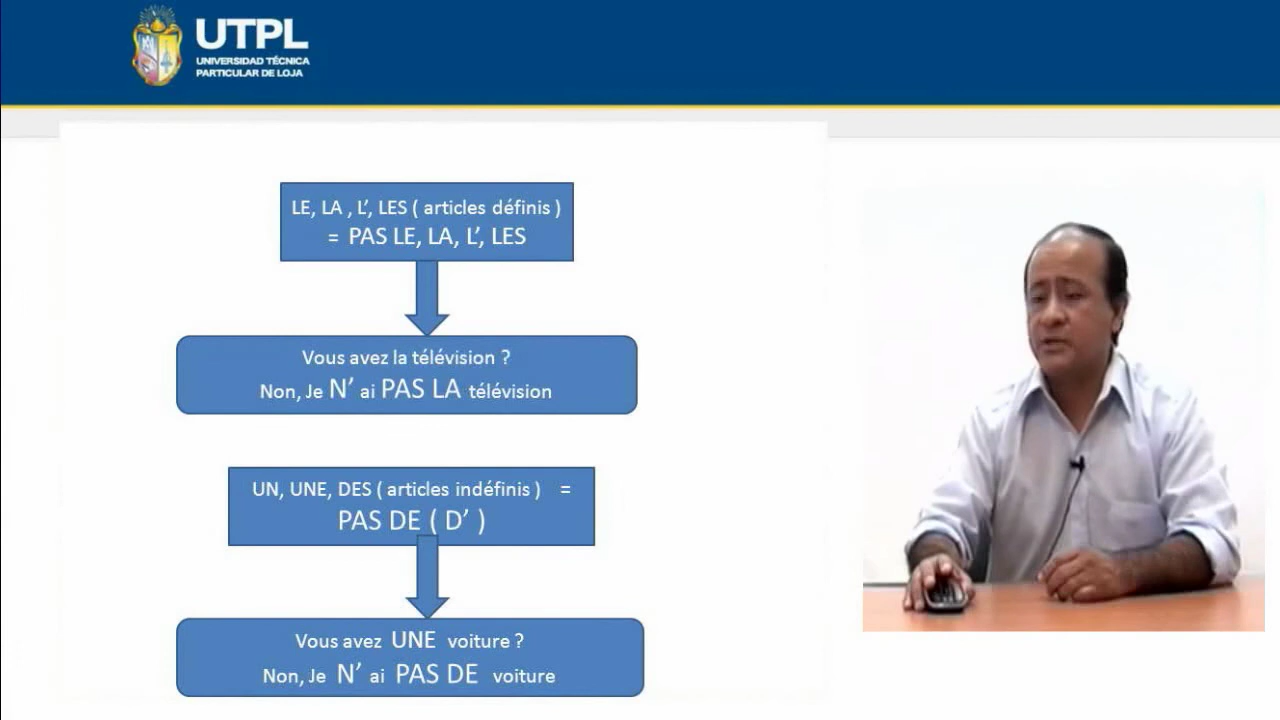 UTPL
UNIVERSIDAD TÉCNICA
PARTICULAR DE LOJA
LE, LA , L’, LES ( articles définis )
= PAS LE, LA, L’, LES
Vous avez la télévision ?
Non, Je N’ ai PAS LA télévision
UN, UNE, DES ( articles indéfinis ) =
PAS DE ( D’ )
Vous avez UNE voiture ?
Non, Je N’ ai PAS DE voiture